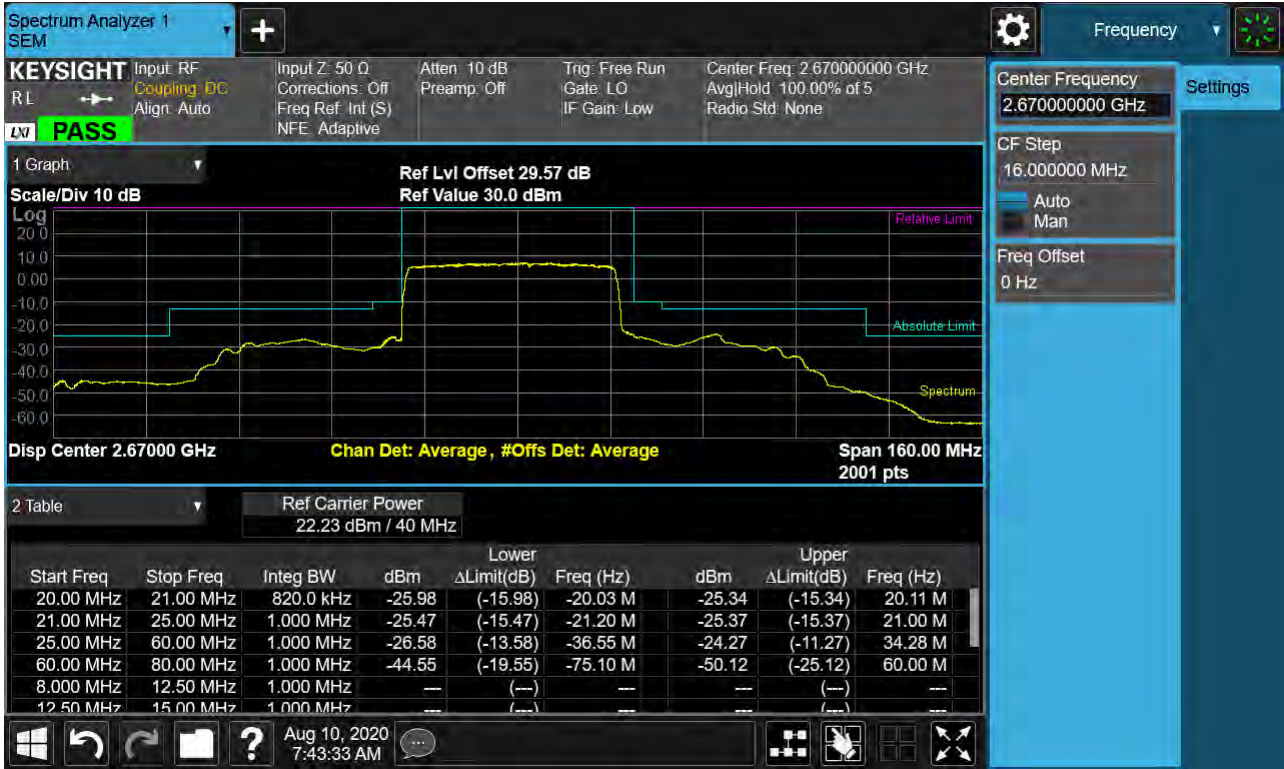 Spectrum Analyzer 1
SEM
Frequency
KEYSIGHT
R L
LXI
PASS
Input: RF
Coupling: DC
Align: Auto
Input Z: 50 Ω
Corrections: Off
Freq Ref: Int (S)
NFE: Adaptive
Atten: 10 dB
Preamp: Off
Trig: Free Run
Gate: LO
IF Gain: Low
Center Freq: 2.670000000 GHz
Avg|Hold: 100.00% of 5
Radio Std: None
Center Frequency
2.670000000 GHz
Settings
CF Step
16.000000 MHz
Auto
Man
Freq Offset
0 Hz
1 Graph
Scale/Div 10 dB
Ref Lvl Offset 29.57 dB
Ref Value 30.0 dBm
Log
20.0
10.0
0.00
-10.0
-20.0
-30.0
-40.0
-50.0
-60.0
Relative Limit
Absolute Limit
Spectrum
Disp Center 2.67000 GHz
Chan Det: Average , #Offs Det: Average
Span 160.00 MHz
2001 pts
2 Table
Ref Carrier Power
22.23 dBm / 40 MHz
Lower Upper
Start Freq Stop Freq Integ BW dBm ΔLimit(dB) Freq (Hz) dBm ΔLimit(dB) Freq (Hz)
20.00 MHz 21.00 MHz 820.0 kHz -25.98 (-15.98) -20.03 M -25.34 (-15.34) 20.11 M
21.00 MHz 25.00 MHz 1.000 MHz -25.47 (-15.47) -21.20 M -25.37 (-15.37) 21.00 M
25.00 MHz 60.00 MHz 1.000 MHz -26.58 (-13.58) -36.55 M -24.27 (-11.27) 34.28 M
60.00 MHz 80.00 MHz 1.000 MHz -44.55 (-19.55) -75.10 M -50.12 (-25.12) 60.00 M
8.000 MHz 12.50 MHz 1.000 MHz --- (---) --- --- (---) ---
12.50 MHz 15.00 MHz 1.000 MHz --- (---) --- --- (---) ---
?
Aug 10, 2020
7:43:33 AM